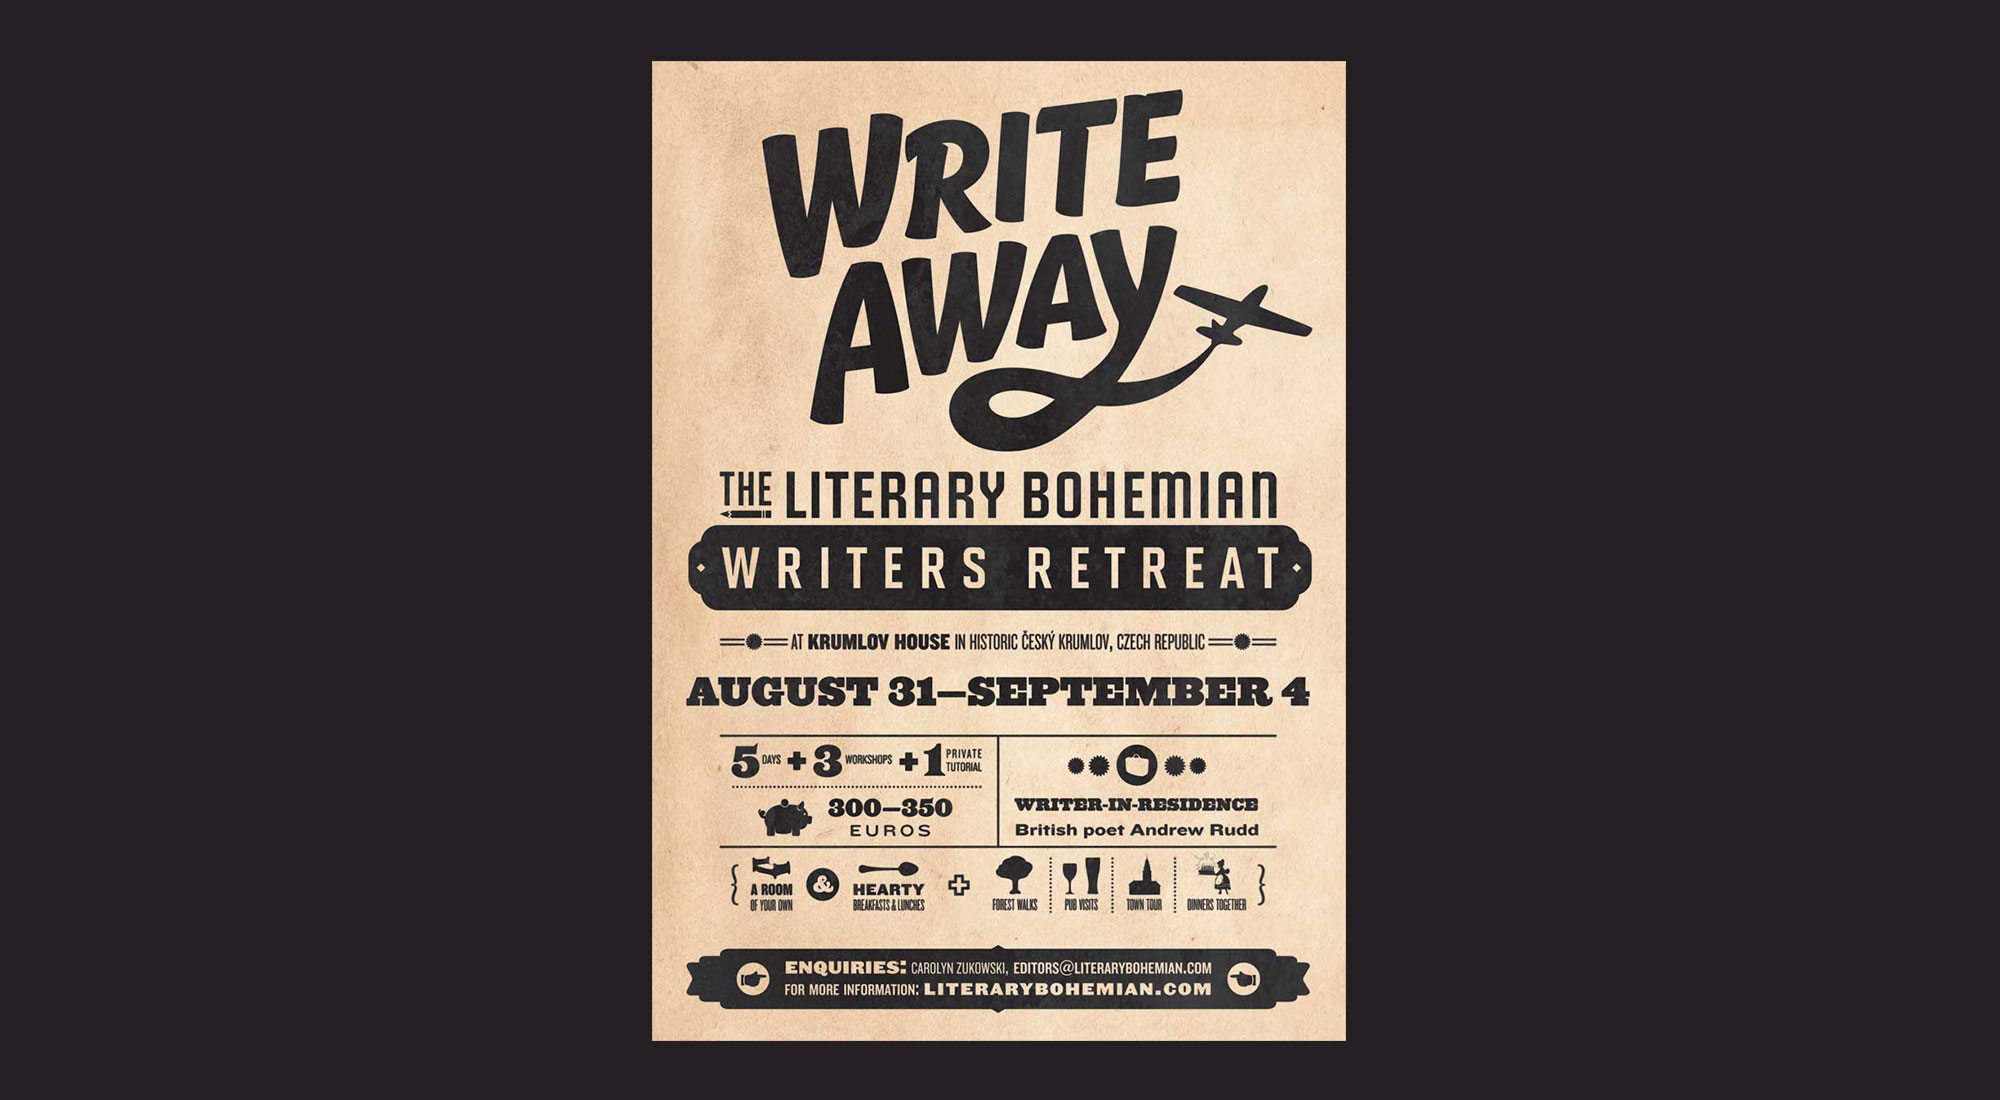 WRITE
AWAY
THE LITERARY BOHEMIAN
WRITERS RETREAT
AT KRUMLOV HOUSE IN HISTORIC ČESKÝ KRUMLOV, CZECH REPUBLIC
AUGUST 31—SEPTEMBER 4
5 DAYS + 3 WORKSHOPS + 1 PRIVATE TUTORIAL
300—350
EUROS
WRITER-IN-RESIDENCE
British poet Andrew Rudd
A ROOM
OF YOUR OWN
&
HEARTY
BREAKFASTS & LUNCHES
+
FOREST WALKS
PUB VISITS
TOWN TOUR
DINNERS TOGETHER
ENQUIRIES: CAROLYN ZUKOWSKI, EDITORS@LITERARYBOHEMIAN.COM
FOR MORE INFORMATION: LITERARYBOHEMIAN.COM